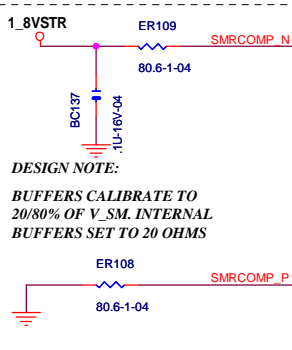 1_8VSTR
ER109
SMRCOMP_N
80.6-1-04
BC137
.1U-16V-04
DESIGN NOTE:
BUFFERS CALIBRATE TO
20/80% OF V_SM. INTERNAL
BUFFERS SET TO 20 OHMS
ER108
SMRCOMP_P
80.6-1-04